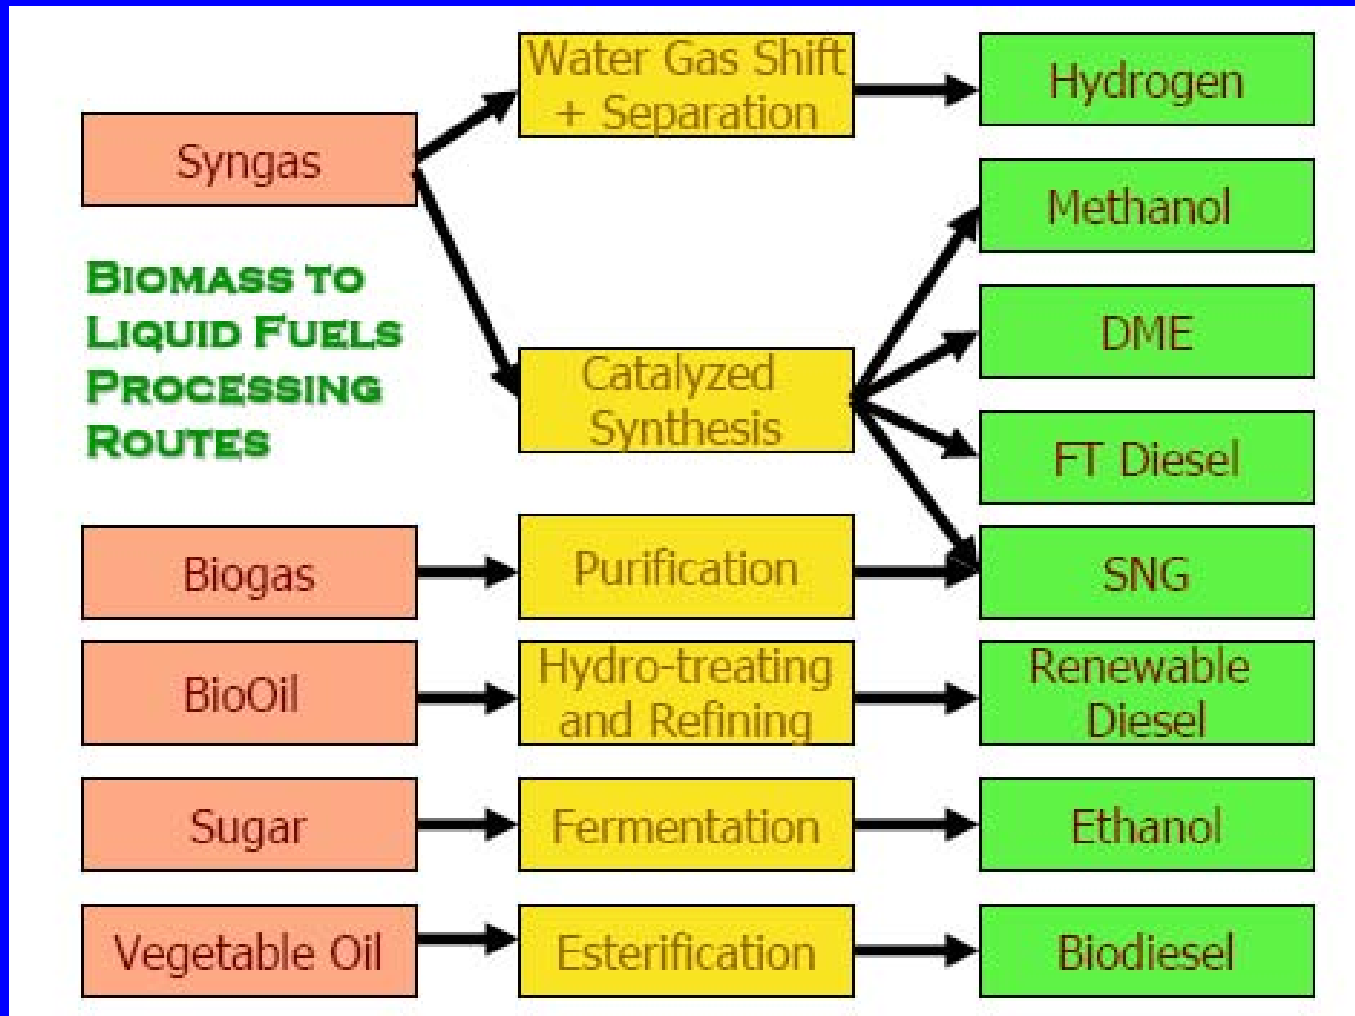 Water Gas Shift
+ Separation
Hydrogen
Syngas
Methanol
BIOMASS TO
LIQUID FUELS
PROCESSING
ROUTES
DME
Catalyzed
Synthesis
FT Diesel
Biogas
Purification
SNG
BioOil
Hydro-treating
and Refining
Renewable
Diesel
Sugar
Fermentation
Ethanol
Vegetable Oil
Esterification
Biodiesel